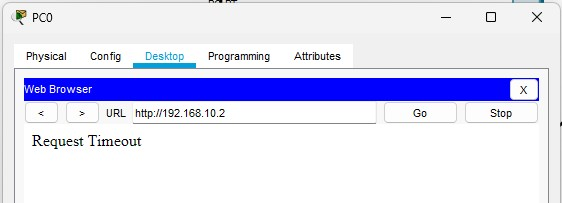 PC0
Physical Config Desktop Programming Attributes
Web Browser X
< > URL http://192.168.10.2 Go Stop
Request Timeout